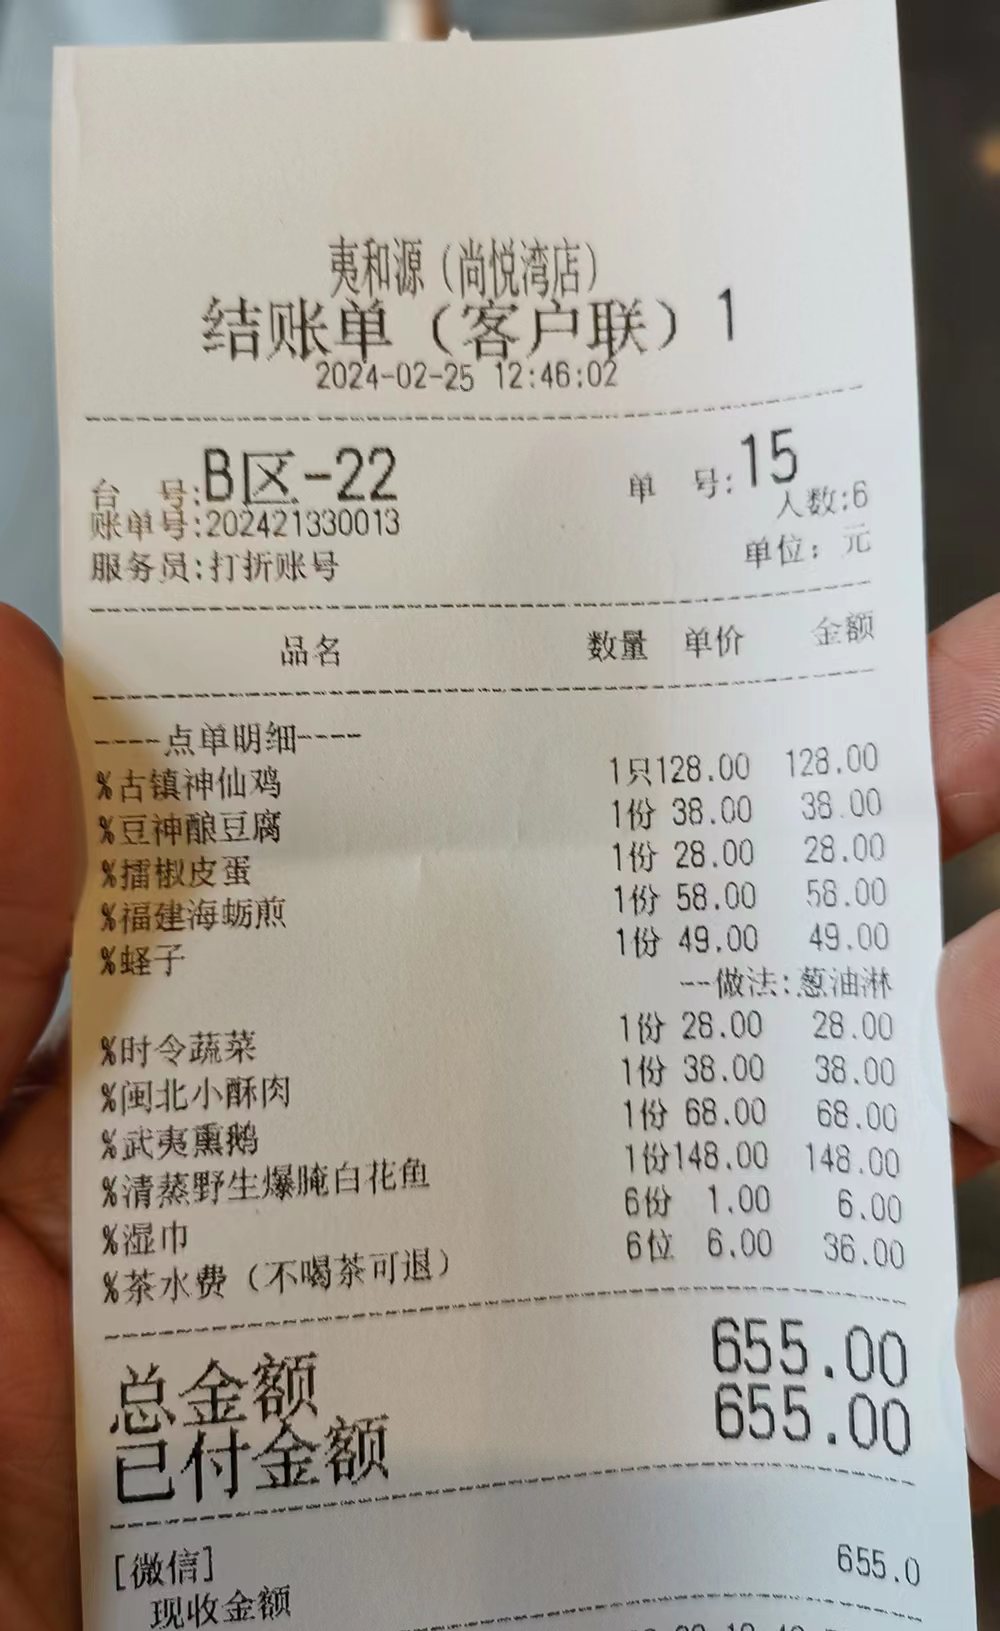 夷和源（尚悦湾店）
结账单（客户联）1
2024-02-25 12:46:02
台 号:B区-22 单 号:15
账单号:202421330013 人数:6
服务员:打折账号 单位: 元
品名 数量 单价 金额
----点单明细----
%古镇神仙鸡 1只128.00 128.00
%豆神酿豆腐 1份 38.00 38.00
%擂椒皮蛋 1份 28.00 28.00
%福建海蛎煎 1份 58.00 58.00
%蛏子 1份 49.00 49.00
--做法:葱油淋
%时令蔬菜 1份 28.00 28.00
%闽北小酥肉 1份 38.00 38.00
%武夷熏鹅 1份 68.00 68.00
%清蒸野生爆腌白花鱼 1份148.00 148.00
%湿巾 6份 1.00 6.00
%茶水费（不喝茶可退） 6位 6.00 36.00
总金额 655.00
已付金额 655.00
[微信] 655.0
现收金额